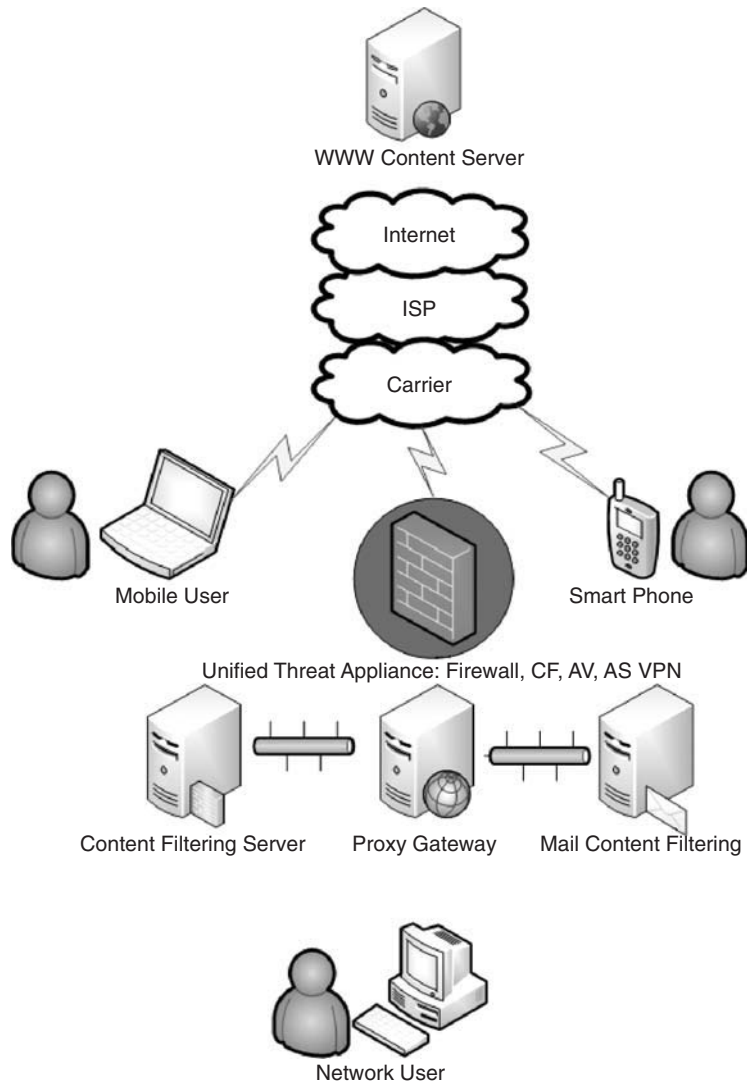 WWW Content Server
Internet
ISP
Carrier
Mobile User
Smart Phone
Unified Threat Appliance: Firewall, CF, AV, AS VPN
Content Filtering Server
Proxy Gateway
Mail Content Filtering
Network User